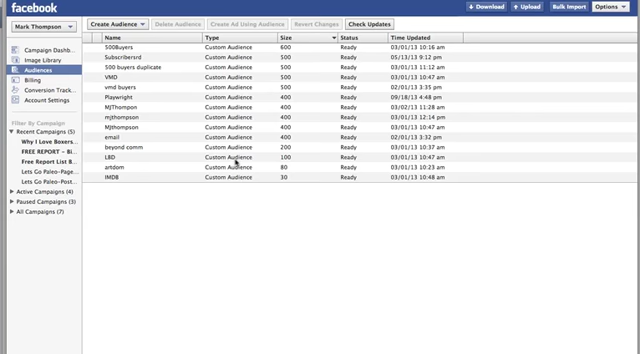 facebook
Download Upload Bulk Import Options
Mark Thompson
Create Audience Delete Audience Create Ad Using Audience Revert Changes Check Updates
Campaign Dashb...
Image Library
Audiences
Billing
Conversion Track...
Account Settings
Filter By Campaign
Recent Campaigns (5)
Why I Love Boxers...
FREE REPORT - Bi...
Free Report List B...
Lets Go Paleo-Page...
Lets Go Paleo-Post...
Active Campaigns (4)
Paused Campaigns (3)
All Campaigns (7)
Name Type Size Status Time Updated
500Buyers Custom Audience 600 Ready 03/01/13 10:16 am
Subscribersrd Custom Audience 500 Ready 05/13/13 9:12 pm
500 buyers duplicate Custom Audience 500 Ready 03/01/13 11:12 am
VMD Custom Audience 500 Ready 03/01/13 10:47 am
vmd buyers Custom Audience 500 Ready 02/01/13 3:35 pm
Playwright Custom Audience 400 Ready 09/18/13 4:48 pm
MJThompon Custom Audience 400 Ready 03/02/13 11:28 am
mjthompson Custom Audience 400 Ready 03/01/13 12:14 pm
MJthompson Custom Audience 400 Ready 03/01/13 10:47 am
email Custom Audience 400 Ready 02/01/13 3:32 pm
beyond comm Custom Audience 200 Ready 03/01/13 10:37 am
LBD Custom Audience 100 Ready 03/01/13 10:47 am
artdom Custom Audience 80 Ready 03/01/13 10:23 am
IMDB Custom Audience 30 Ready 03/01/13 10:48 am